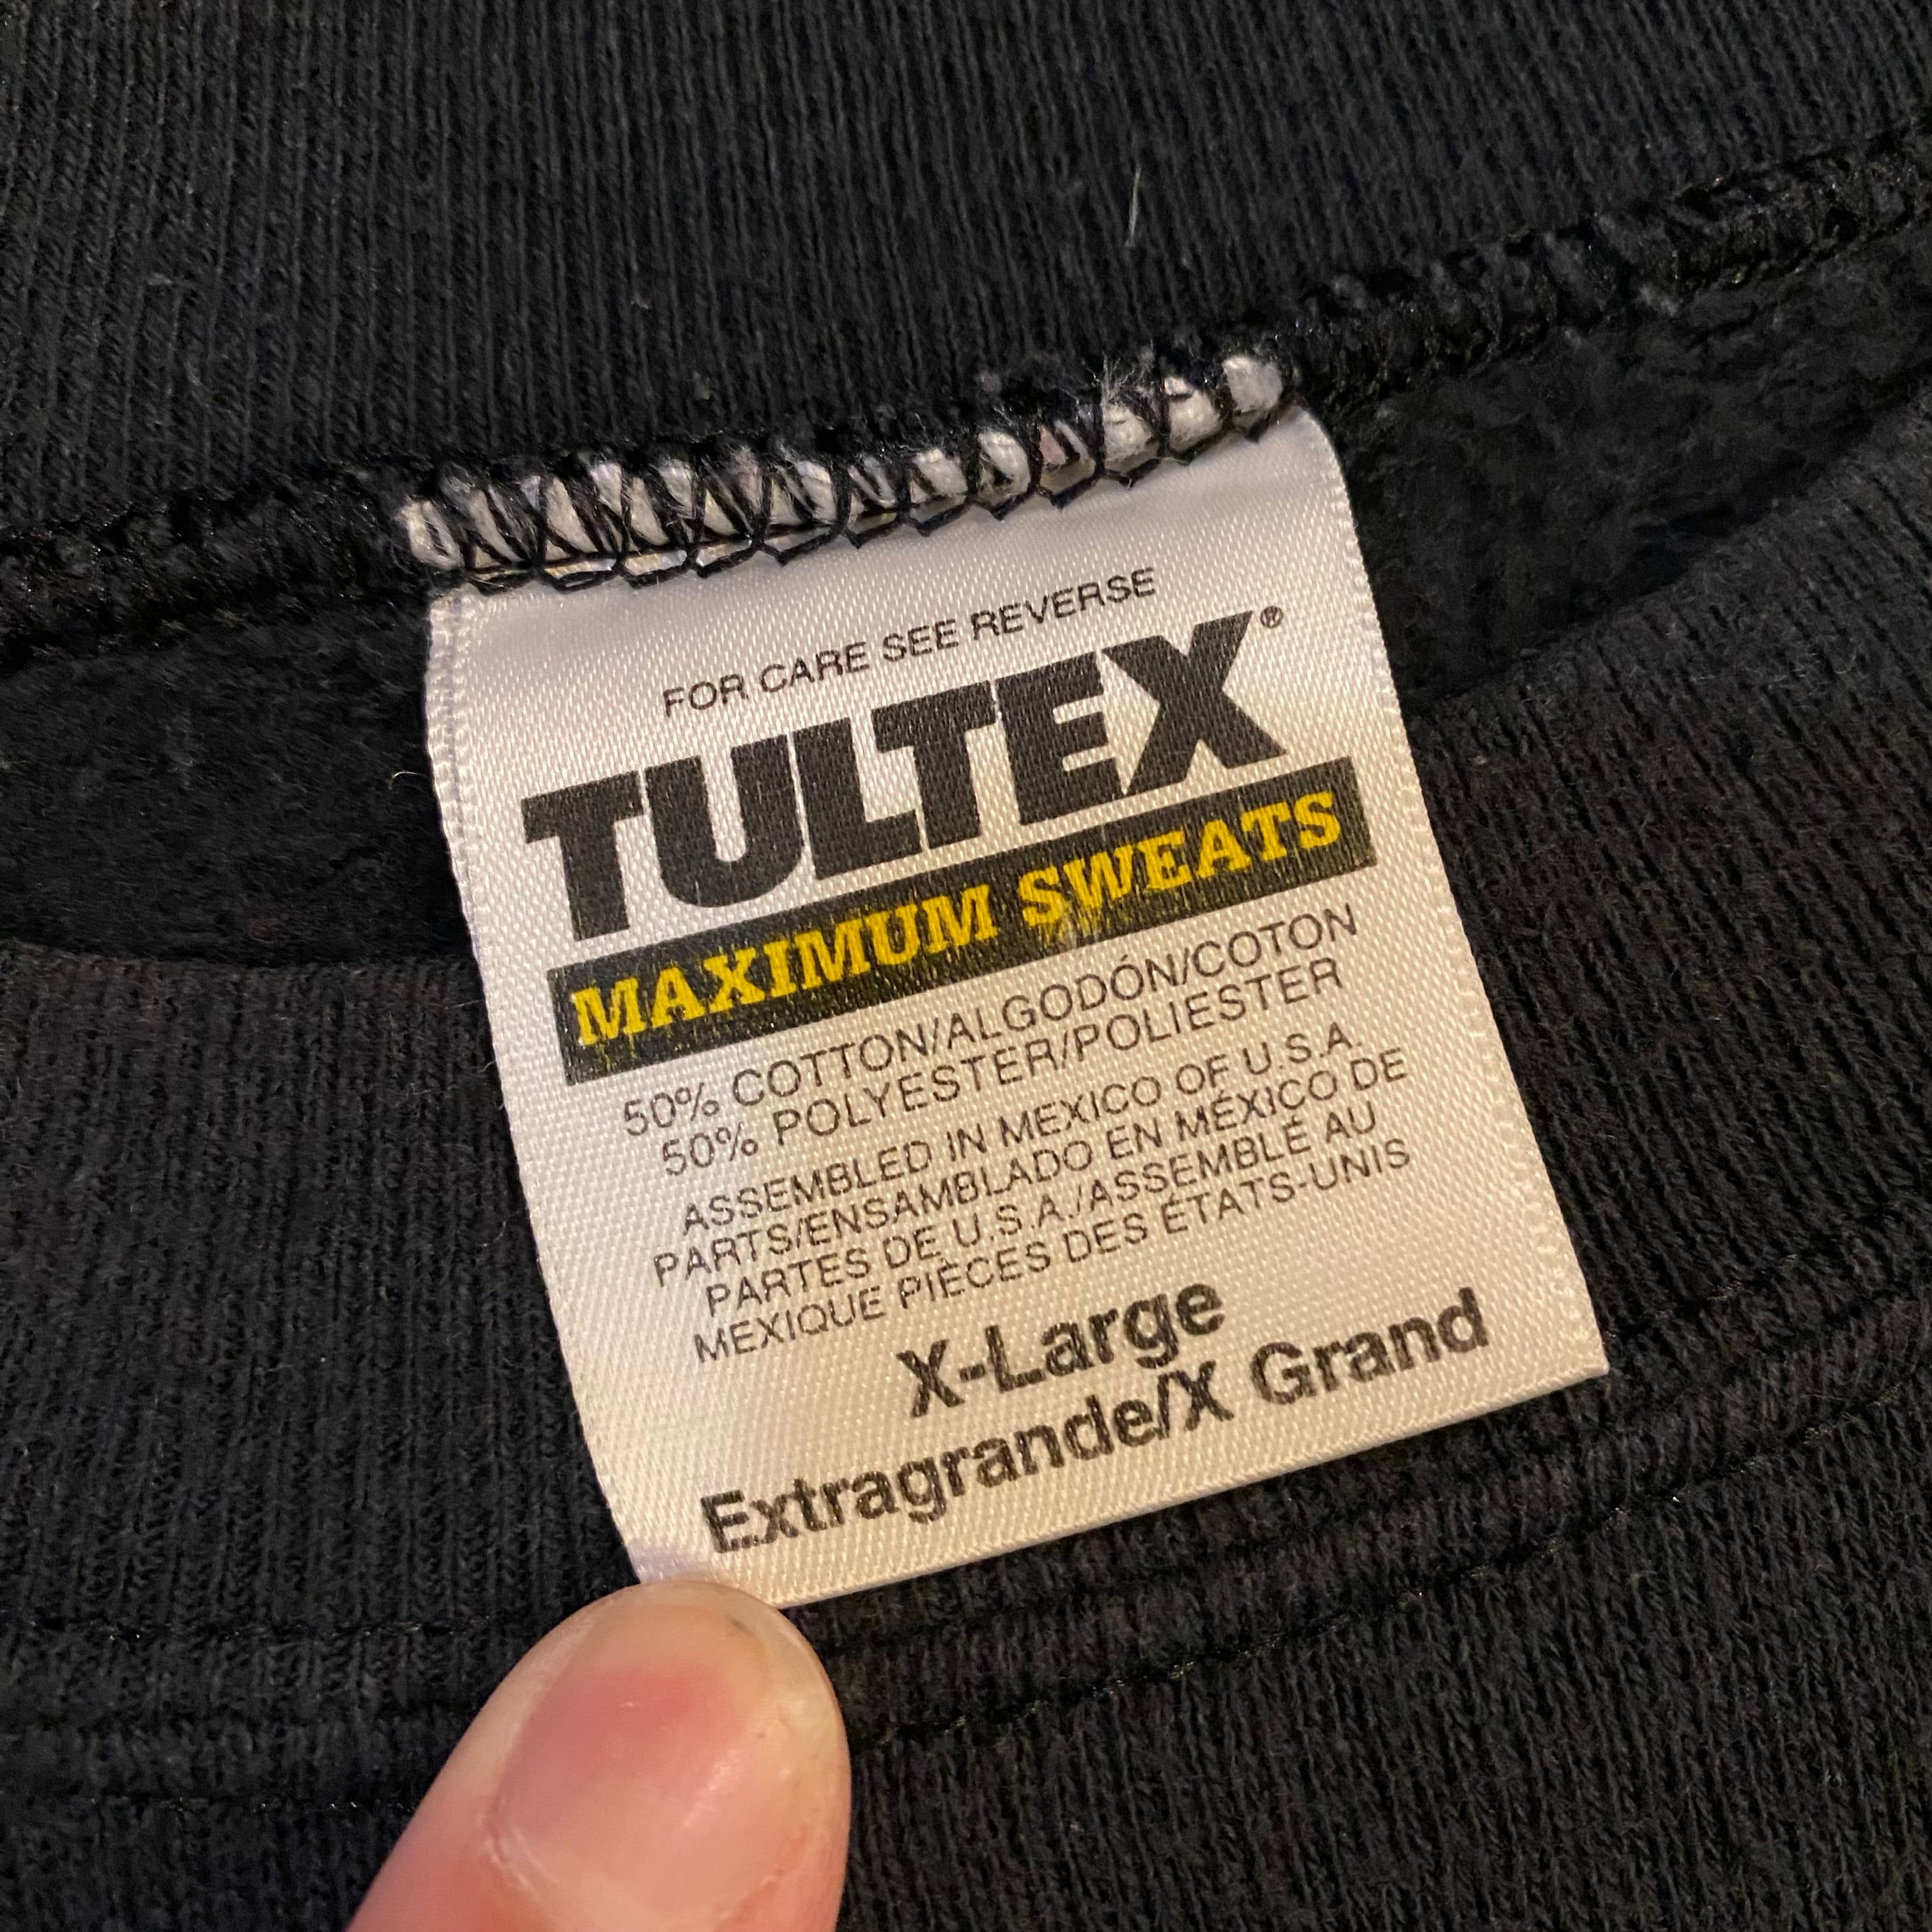 FOR CARE SEE REVERSE
TULTEX®
MAXIMUM SWEATS
50% COTTON/ALGODÓN/COTON
50% POLYESTER/POLIESTER
ASSEMBLED IN MEXICO OF U.S.A.
PARTS/ENSAMBLADO EN MÉXICO DE
PARTES DE U.S.A./ASSEMBLÉ AU
MEXIQUE PIÈCES DES ÉTATS-UNIS
X-Large
Extragrande/X Grand